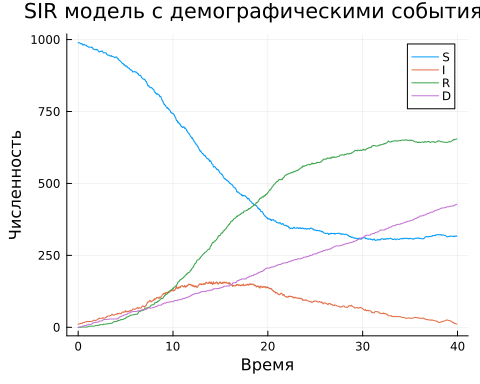 SIR модель с демографическими события
1000
750
500
250
0
Численность
S
I
R
D
0 10 20 30 40
Время